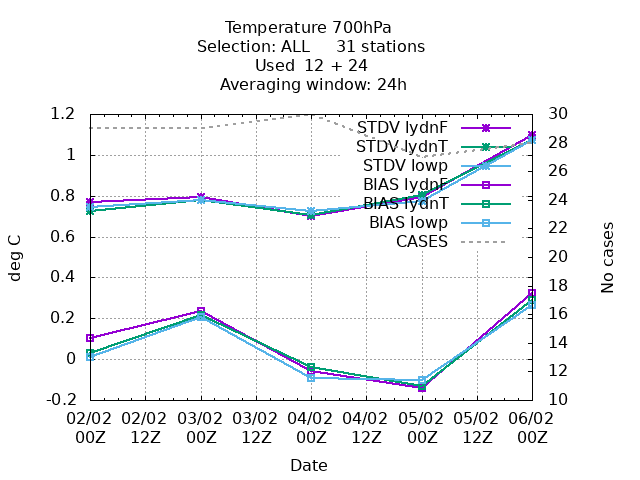 Temperature 700hPa
Selection: ALL     31 stations
Used  12 + 24
Averaging window: 24h
1.2
1
0.8
0.6
0.4
0.2
0
-0.2
deg C
30
28
26
24
22
20
18
16
14
12
10
No cases
STDV lydnF
STDV lydnT
STDV lowp
BIAS lydnF
BIAS lydnT
BIAS lowp
CASES
02/02 02/02 03/02 03/02 04/02 04/02 05/02 05/02 06/02
00Z 12Z 00Z 12Z 00Z 12Z 00Z 12Z 00Z
Date